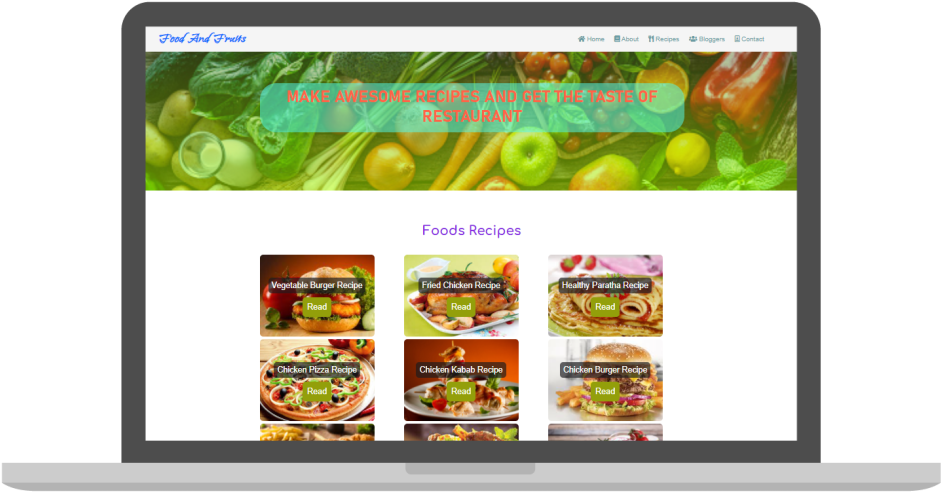 Food And Fruits
Home About Recipes Bloggers Contact
MAKE AWESOME RECIPES AND GET THE TASTE OF
RESTAURANT
Foods Recipes
Vegetable Burger Recipe
Read
Fried Chicken Recipe
Read
Healthy Paratha Recipe
Read
Chicken Pizza Recipe
Read
Chicken Kabab Recipe
Read
Chicken Burger Recipe
Read